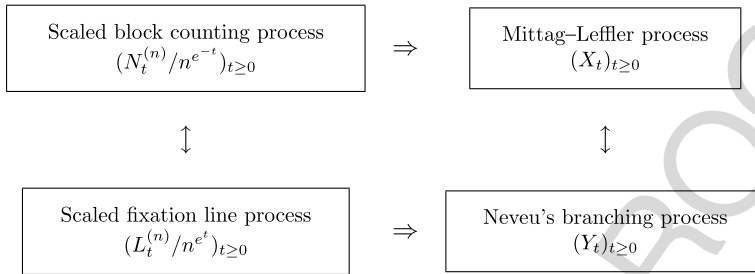 Scaled block counting process ⇒ Mittag–Leffler process
(N_t^{(n)}/n^{e^{-t}})_{t≥0} (X_t)_{t≥0}
↕ ↕
Scaled fixation line process ⇒ Neveu's branching process
(L_t^{(n)}/n^{e^t})_{t≥0} (Y_t)_{t≥0}
ROO